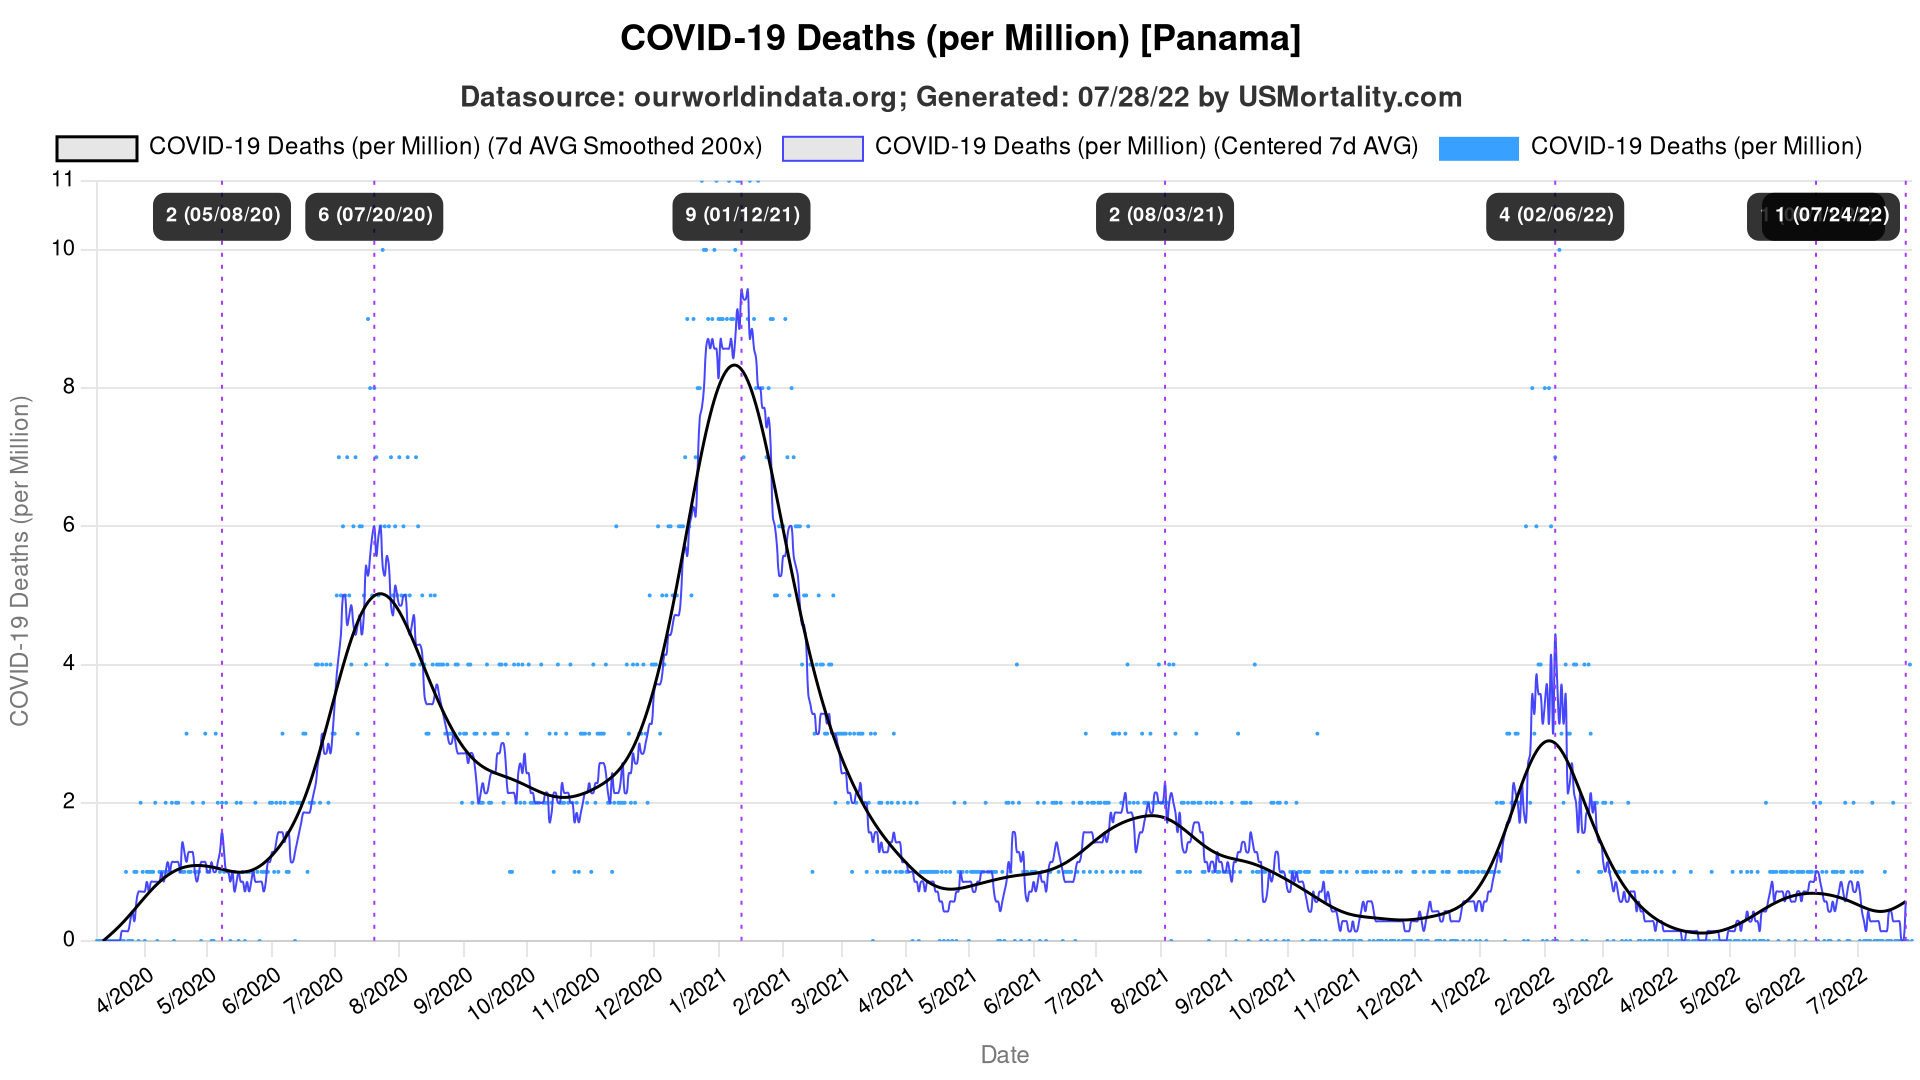 COVID-19 Deaths (per Million) [Panama]
Datasource: ourworldindata.org; Generated: 07/28/22 by USMortality.com
COVID-19 Deaths (per Million) (7d AVG Smoothed 200x) COVID-19 Deaths (per Million) (Centered 7d AVG) COVID-19 Deaths (per Million)
11
2 (05/08/20) 6 (07/20/20) 9 (01/12/21) 2 (08/03/21) 4 (02/06/22) 1 (07/24/22)
10
8
6
4
2
0
COVID-19 Deaths (per Million)
4/2020 5/2020 6/2020 7/2020 8/2020 9/2020 10/2020 11/2020 12/2020 1/2021 2/2021 3/2021 4/2021 5/2021 6/2021 7/2021 8/2021 9/2021 10/2021 11/2021 12/2021 1/2022 2/2022 3/2022 4/2022 5/2022 6/2022 7/2022
Date